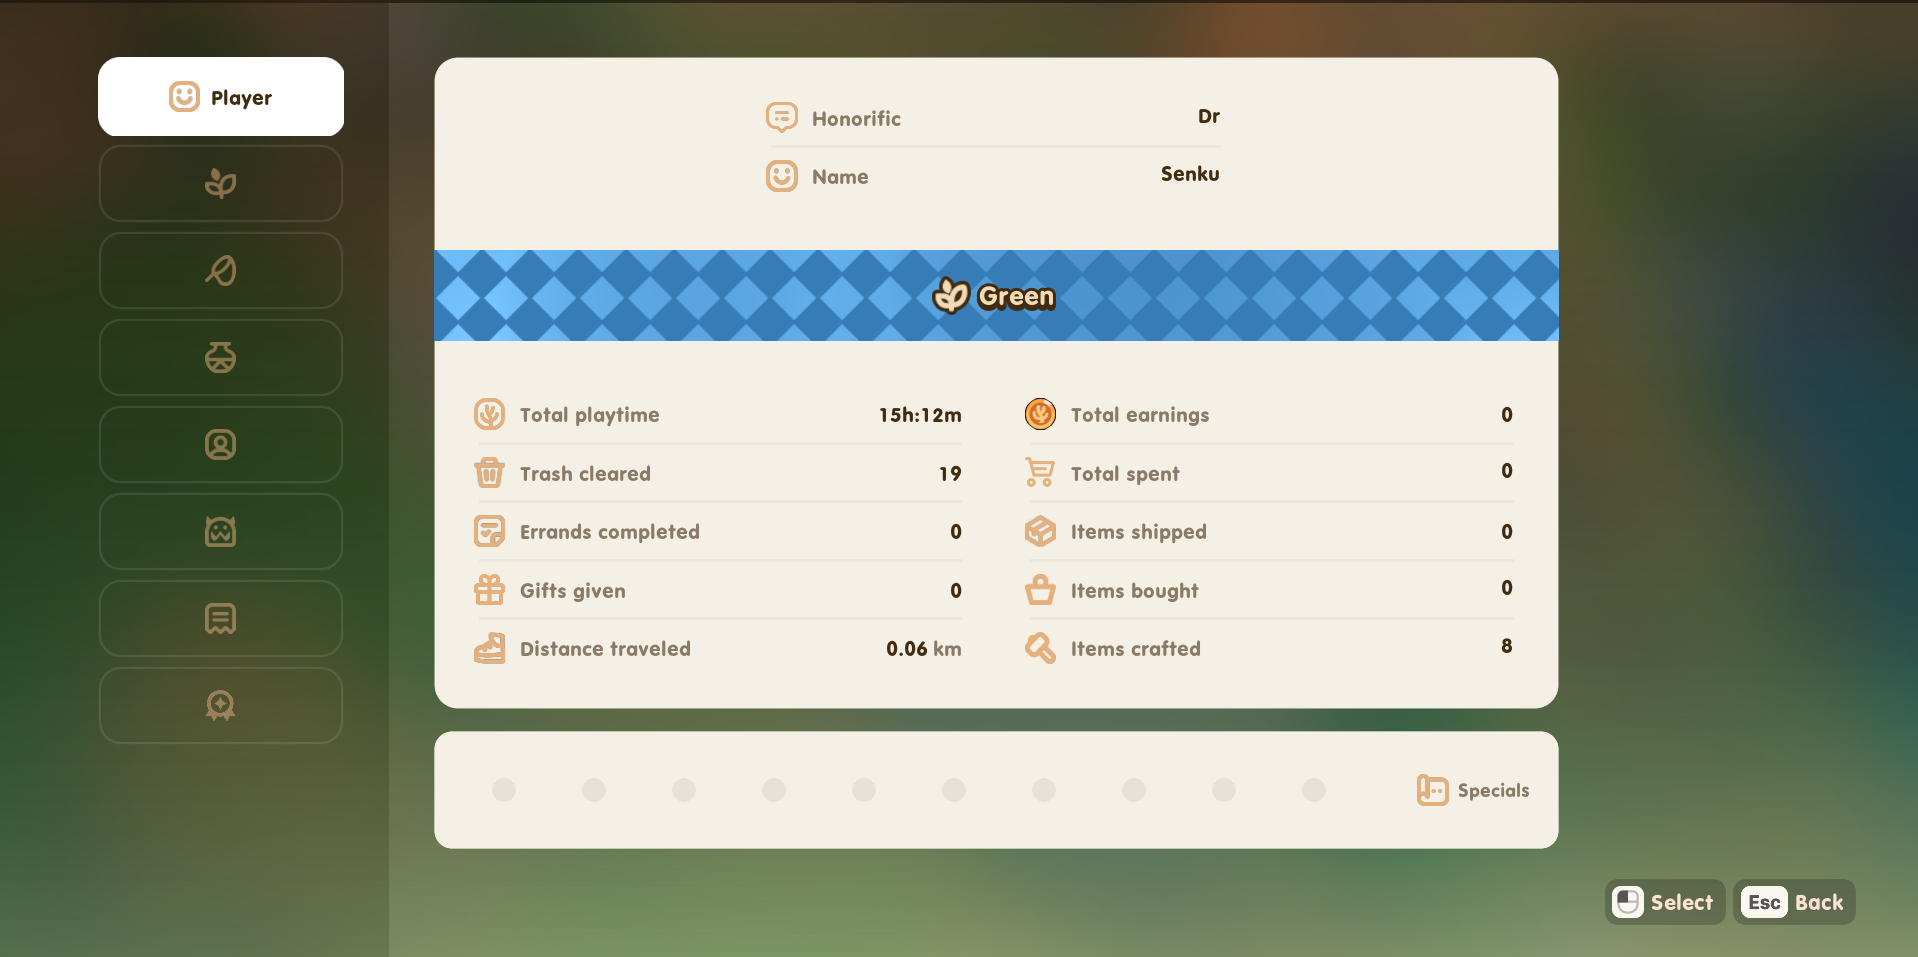 Player
Honorific Dr
Name Senku
Green
Total playtime 15h:12m
Trash cleared 19
Errands completed 0
Gifts given 0
Distance traveled 0.06 km
Total earnings 0
Total spent 0
Items shipped 0
Items bought 0
Items crafted 8
Specials
Select Esc Back